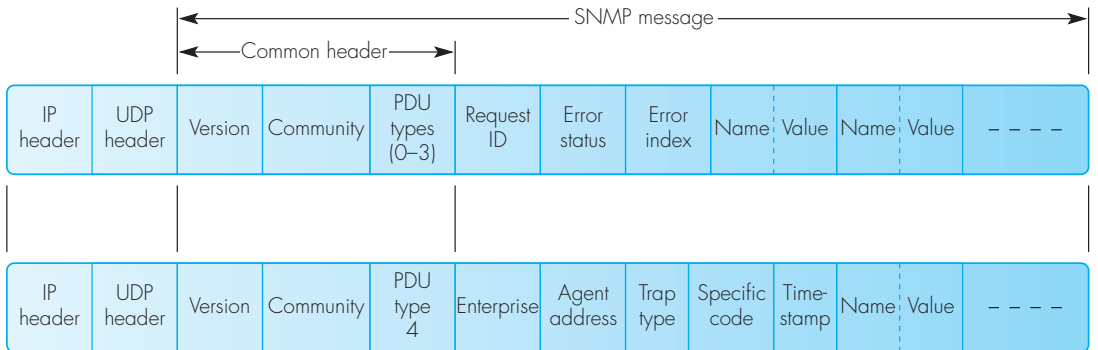 SNMP message
Common header
IP header
UDP header
Version
Community
PDU types (0–3)
Request ID
Error status
Error index
Name
Value
Name
Value
– – – –
IP header
UDP header
Version
Community
PDU type 4
Enterprise
Agent address
Trap type
Specific code
Time-stamp
Name
Value
– – – –